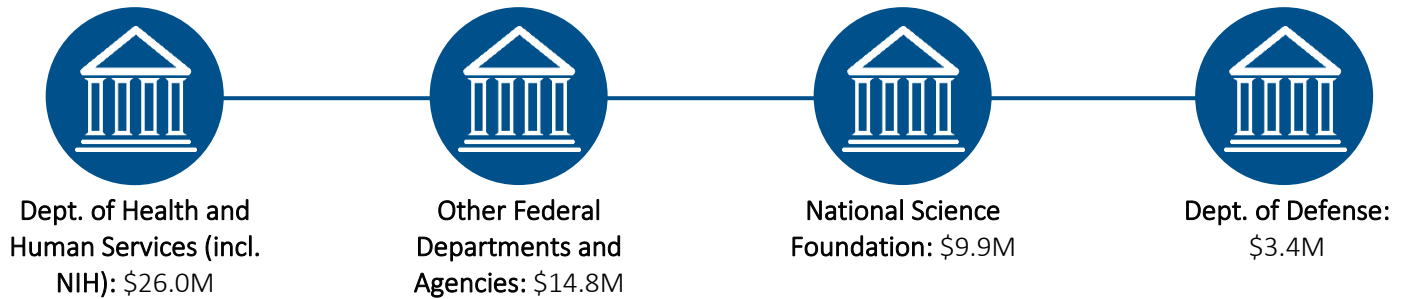 Dept. of Health and
Human Services (incl.
NIH): $26.0M
Other Federal
Departments and
Agencies: $14.8M
National Science
Foundation: $9.9M
Dept. of Defense:
$3.4M